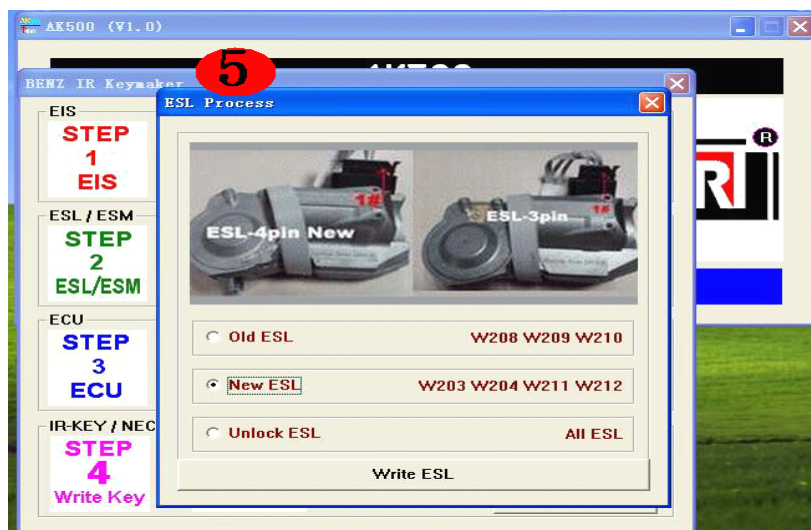 AK500 (V1.0)
5
BENZ IR Keymaker
ESL Process
EIS
STEP
1
EIS
ESL / ESM
STEP
2
ESL/ESM
ECU
STEP
3
ECU
IR-KEY / NEC
STEP
4
Write Key
1#
ESL-4pin New
1#
ESL-3pin
Old ESL W208 W209 W210
New ESL W203 W204 W211 W212
Unlock ESL All ESL
Write ESL
R